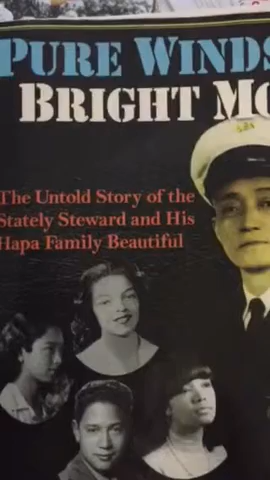 PURE WINDS
BRIGHT MO
The Untold Story of the
Stately Steward and His
Hapa Family Beautiful